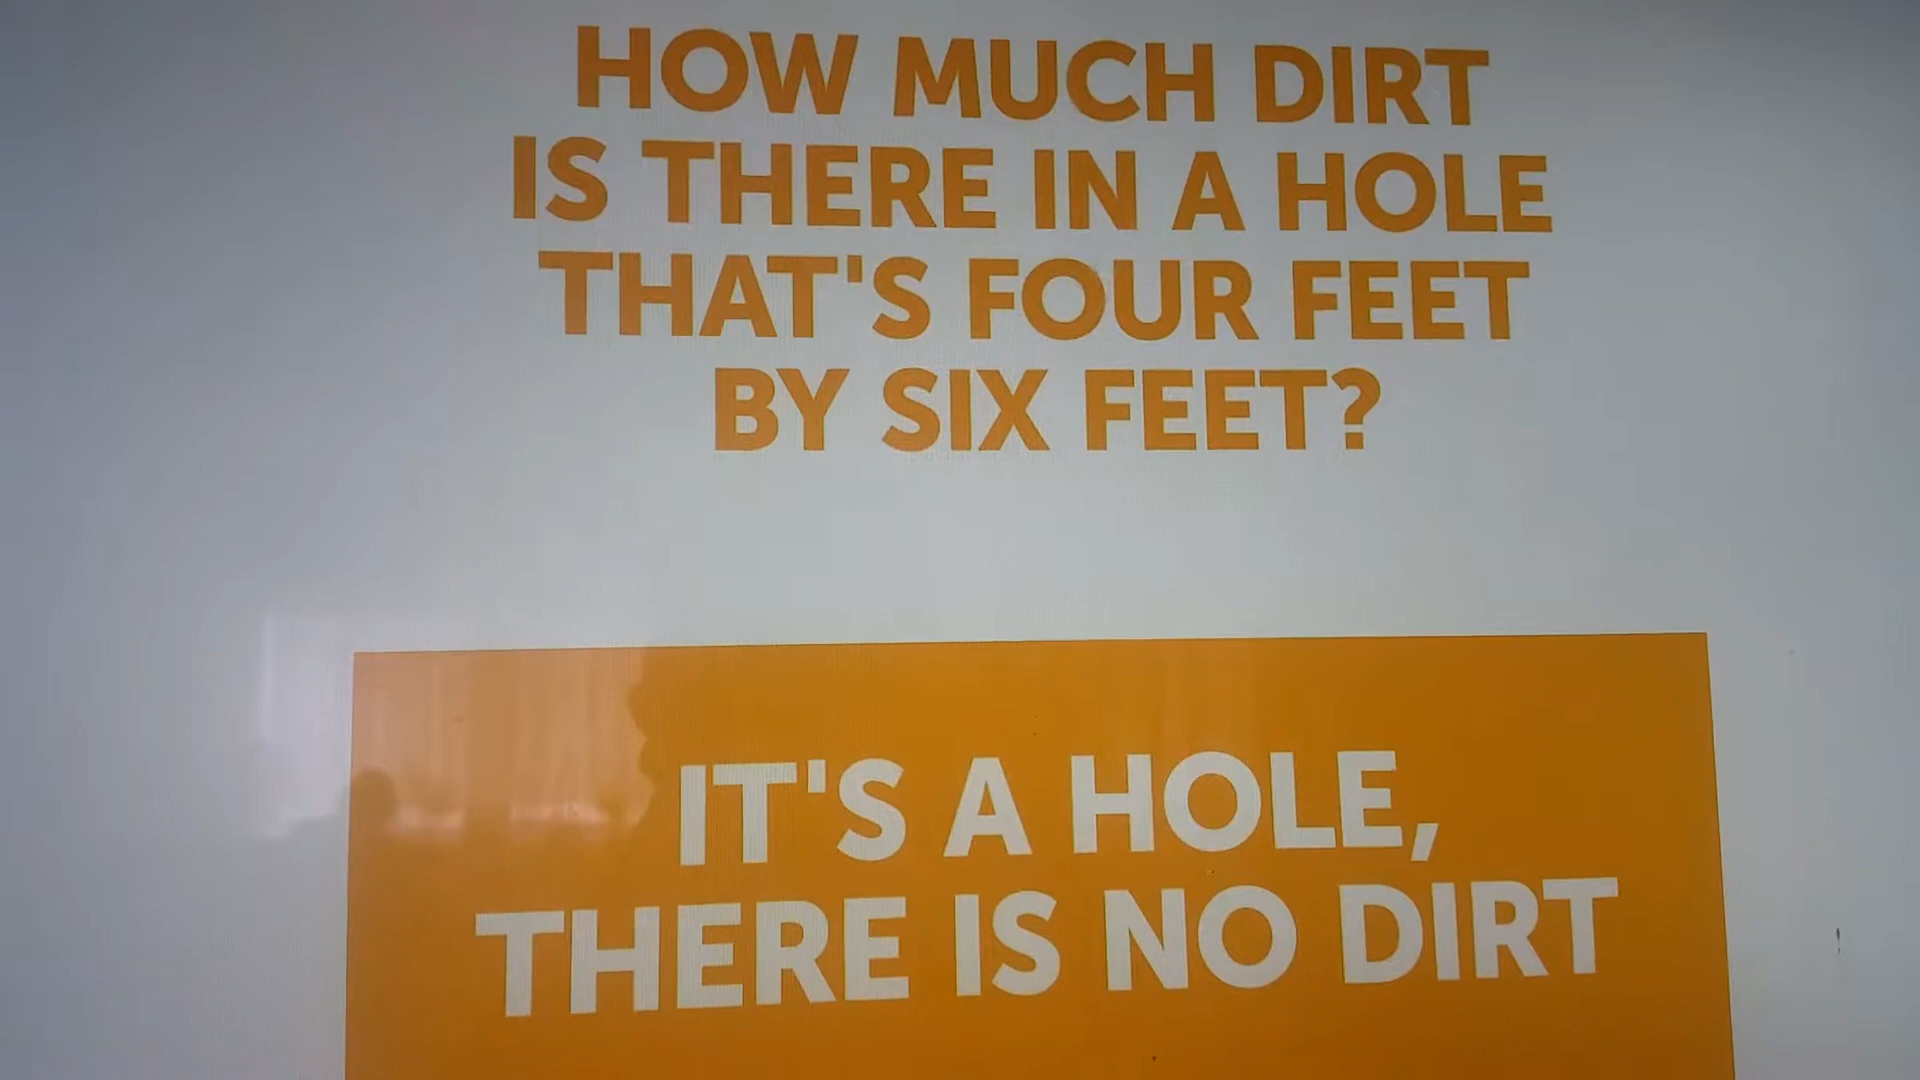 HOW MUCH DIRT
IS THERE IN A HOLE
THAT'S FOUR FEET
BY SIX FEET?
IT'S A HOLE,
THERE IS NO DIRT